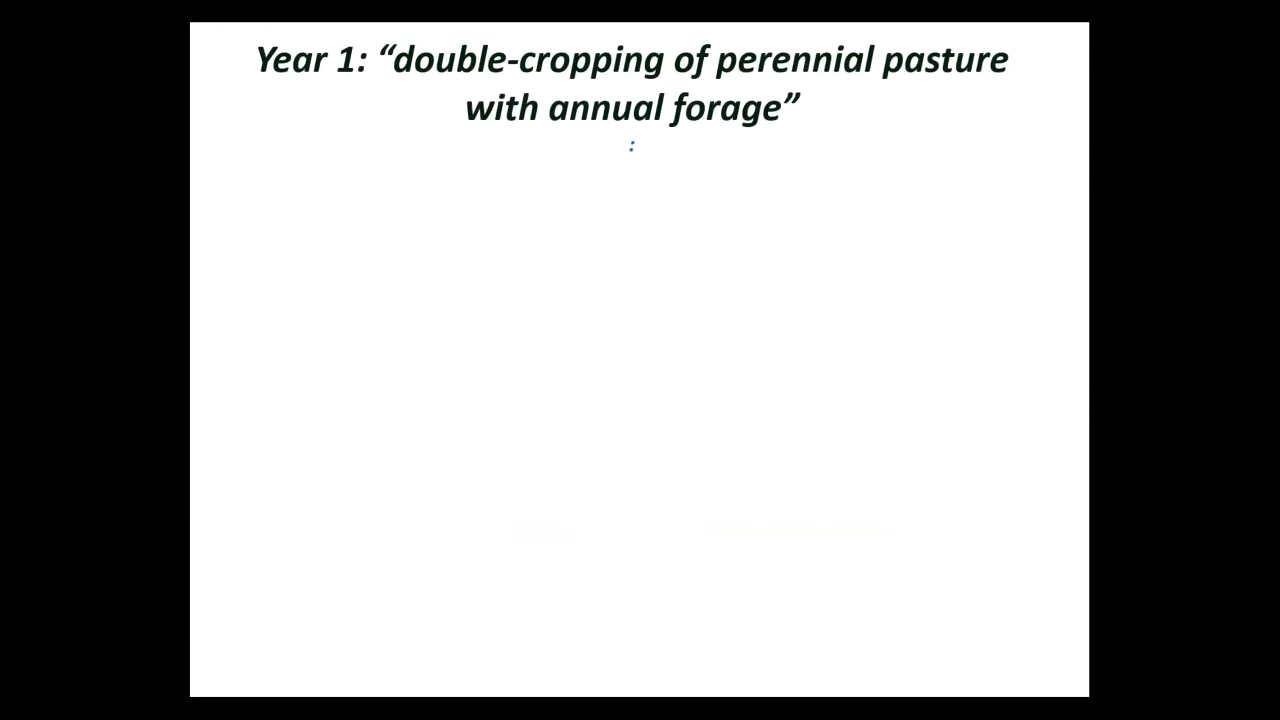 Year 1: “double-cropping of perennial pasture
with annual forage”
: